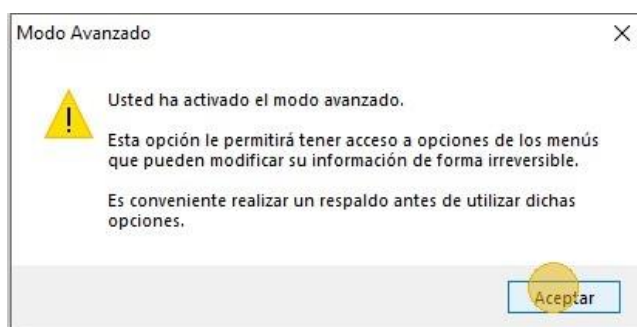 Modo Avanzado
Usted ha activado el modo avanzado.
Esta opción le permitirá tener acceso a opciones de los menús
que pueden modificar su información de forma irreversible.
Es conveniente realizar un respaldo antes de utilizar dichas
opciones.
Aceptar